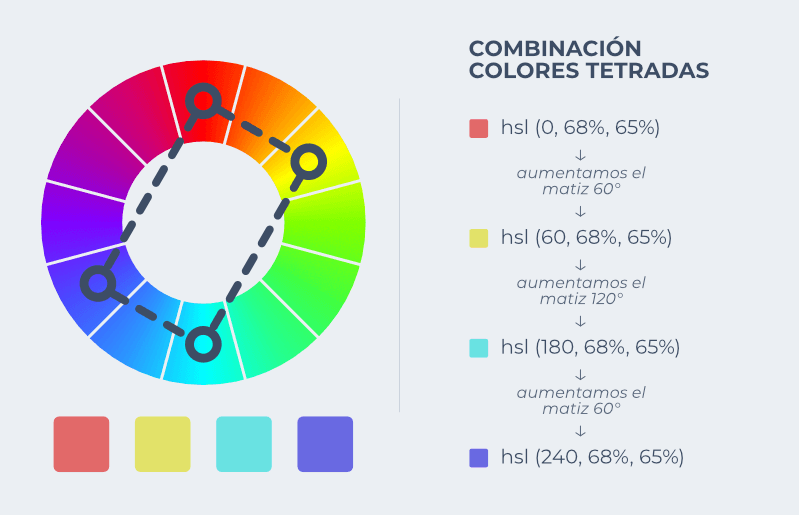 COMBINACIÓN
COLORES TETRADAS
hsl (0, 68%, 65%)
↓
aumentamos el
matiz 60°
↓
hsl (60, 68%, 65%)
↓
aumentamos el
matiz 120°
↓
hsl (180, 68%, 65%)
↓
aumentamos el
matiz 60°
↓
hsl (240, 68%, 65%)